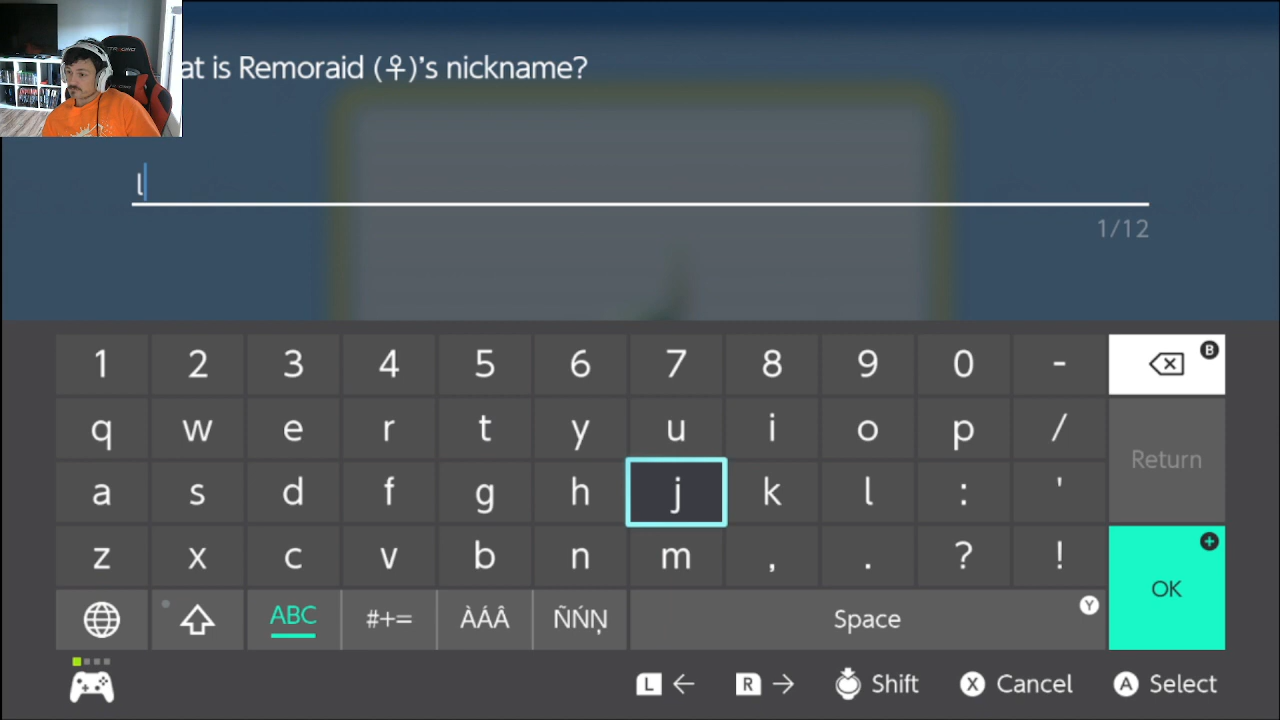 at is Remoraid (♀)'s nickname?
l
1/12
1 2 3 4 5 6 7 8 9 0 - B
q w e r t y u i o p / Return
a s d f g h j k l : '
z x c v b n m , . ? ! + OK
ABC #+= ÀÁÂ ÑŃŅ Space Y
L ← R → Shift X Cancel A Select